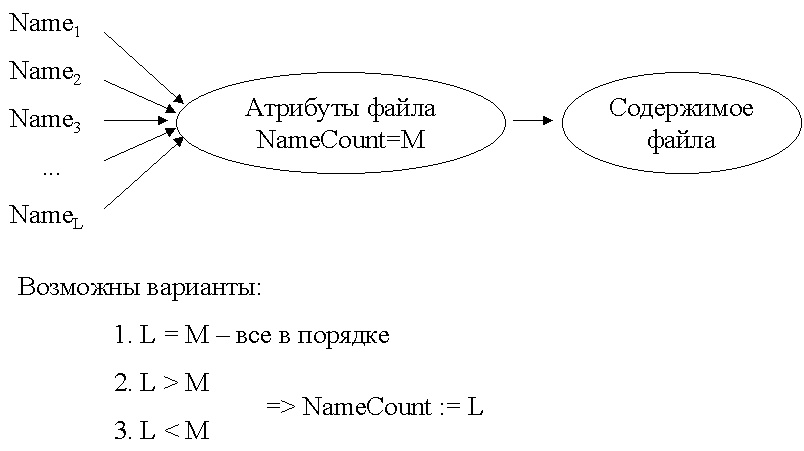 Name1
Name2
Name3
...
NameL
Атрибуты файла
NameCount=M
Содержимое
файла
Возможны варианты:
1. L = M – все в порядке
2. L > M
=> NameCount := L
3. L < M